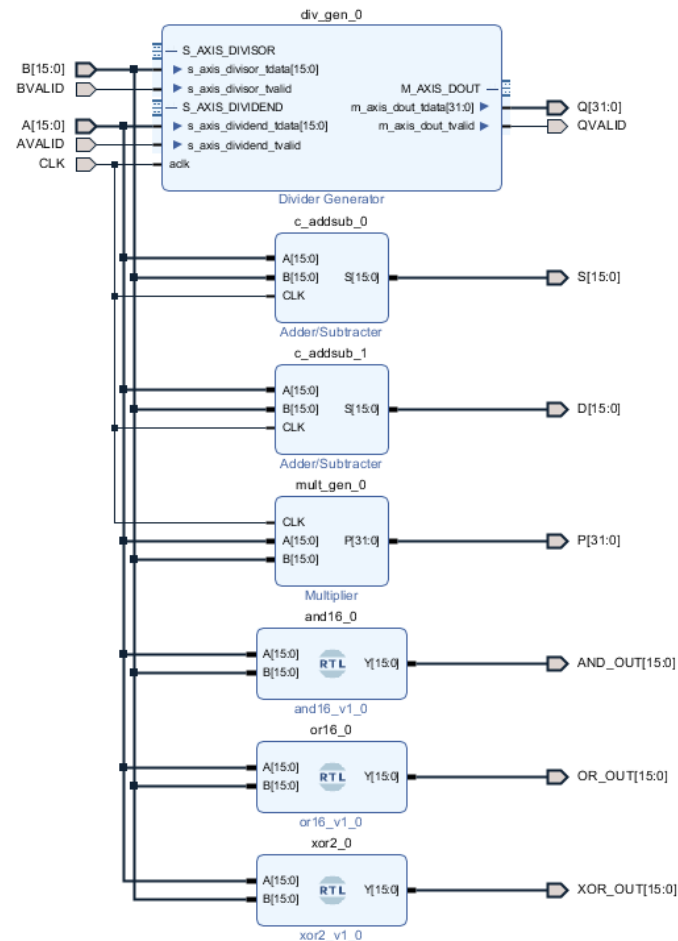 div_gen_0
S_AXIS_DIVISOR
B[15:0] s_axis_divisor_tdata[15:0]
BVALID s_axis_divisor_tvalid M_AXIS_DOUT
S_AXIS_DIVIDEND m_axis_dout_tdata[31:0] Q[31:0]
A[15:0] s_axis_dividend_tdata[15:0] m_axis_dout_tvalid QVALID
AVALID s_axis_dividend_tvalid
CLK aclk
Divider Generator
c_addsub_0
A[15:0]
B[15:0] S[15:0] S[15:0]
CLK
Adder/Subtracter
c_addsub_1
A[15:0]
B[15:0] S[15:0] D[15:0]
CLK
Adder/Subtracter
mult_gen_0
CLK
A[15:0] P[31:0] P[31:0]
B[15:0]
Multiplier
and16_0
A[15:0]
RTL Y[15:0] AND_OUT[15:0]
B[15:0]
and16_v1_0
or16_0
A[15:0]
RTL Y[15:0] OR_OUT[15:0]
B[15:0]
or16_v1_0
xor2_0
A[15:0]
RTL Y[15:0] XOR_OUT[15:0]
B[15:0]
xor2_v1_0